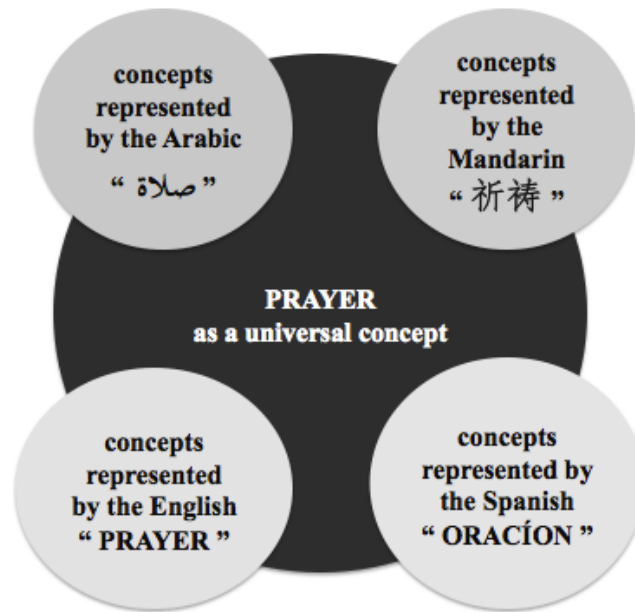 concepts
represented
by the Arabic
“ صلاة ”
concepts
represented
by the
Mandarin
“ 祈祷 ”
PRAYER
as a universal concept
concepts
represented
by the English
“ PRAYER ”
concepts
represented by
the Spanish
“ ORACÍON ”